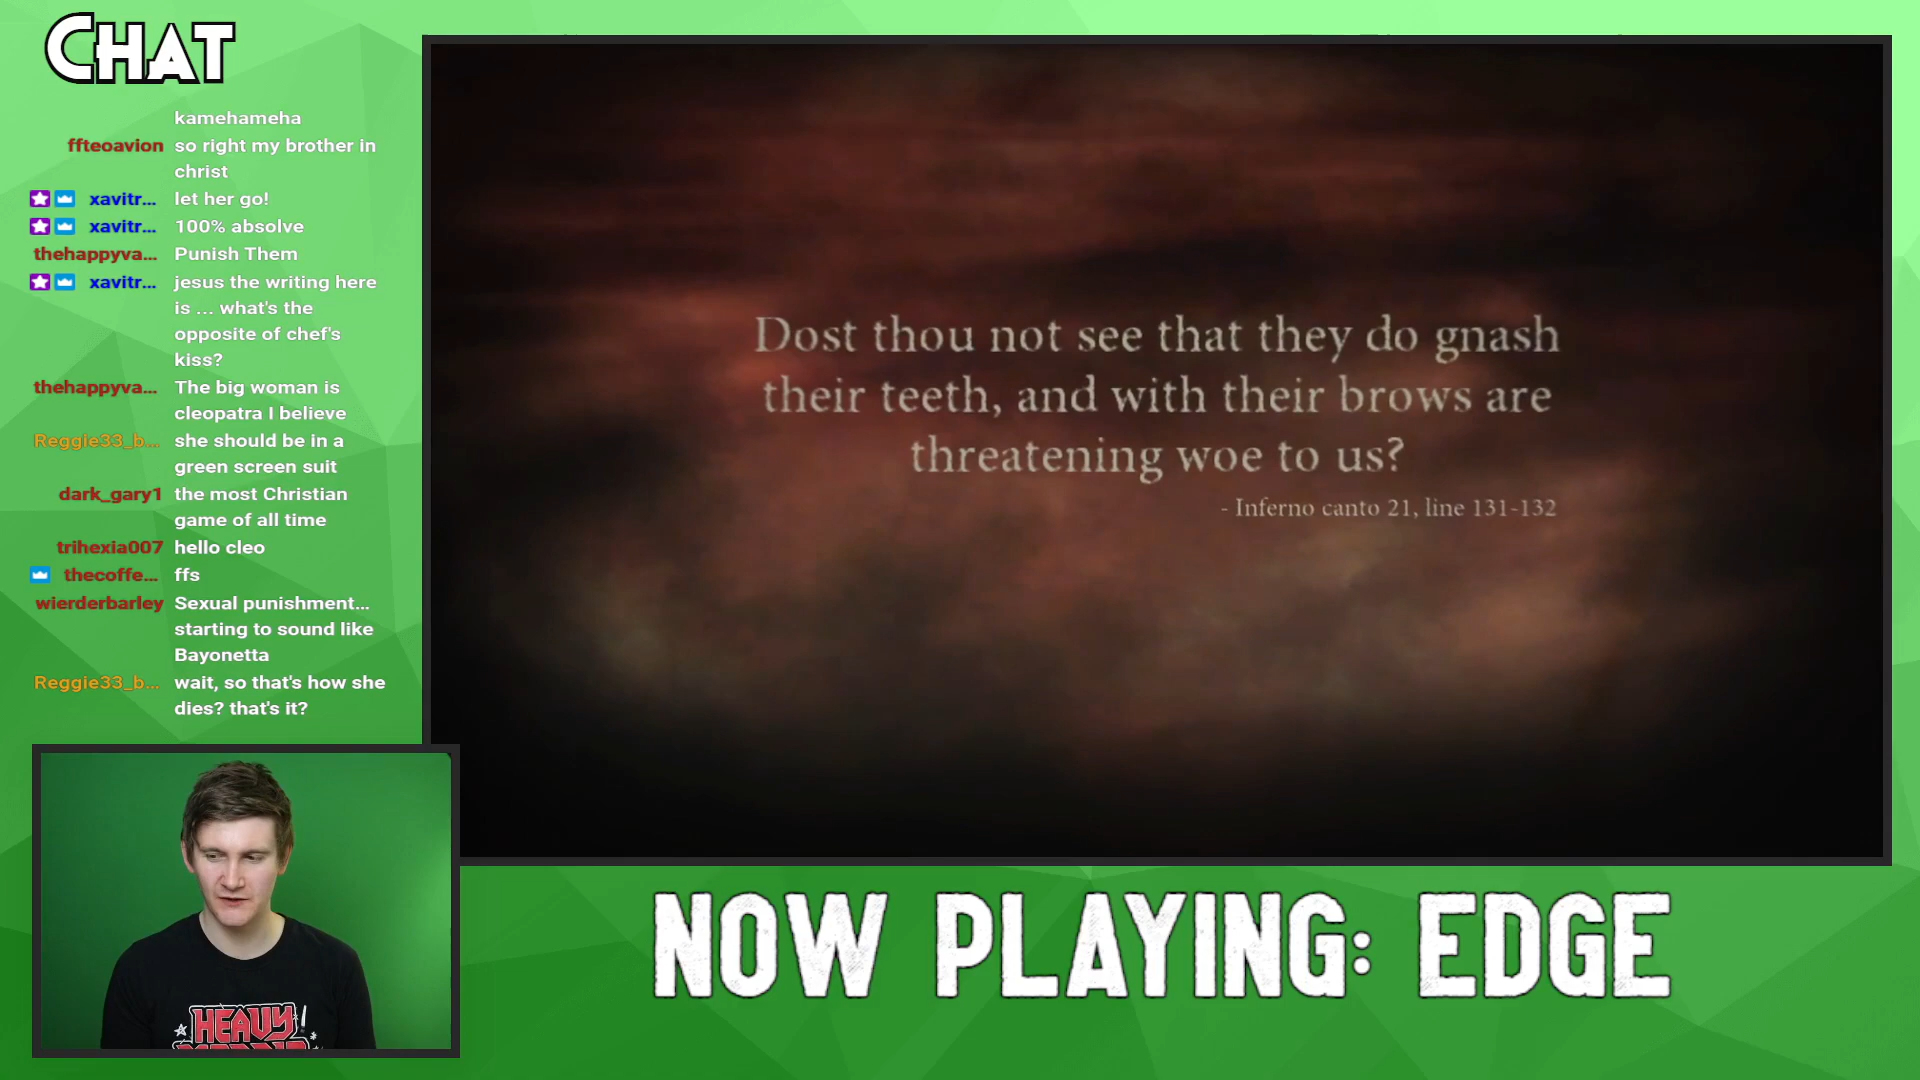 CHAT
kamehameha
ffteoavion so right my brother in
christ
xavitr... let her go!
xavitr... 100% absolve
thehappyva... Punish Them
xavitr... jesus the writing here
is ... what's the
opposite of chef's
kiss?
thehappyva... The big woman is
cleopatra I believe
Reggie33_b... she should be in a
green screen suit
dark_gary1 the most Christian
game of all time
trihexia007 hello cleo
thecoffe... ffs
wierderbarley Sexual punishment...
starting to sound like
Bayonetta
Reggie33_b... wait, so that's how she
dies? that's it?
Dost thou not see that they do gnash
their teeth, and with their brows are
threatening woe to us?
- Inferno canto 21, line 131-132
HEAVY
NOW PLAYING: EDGE